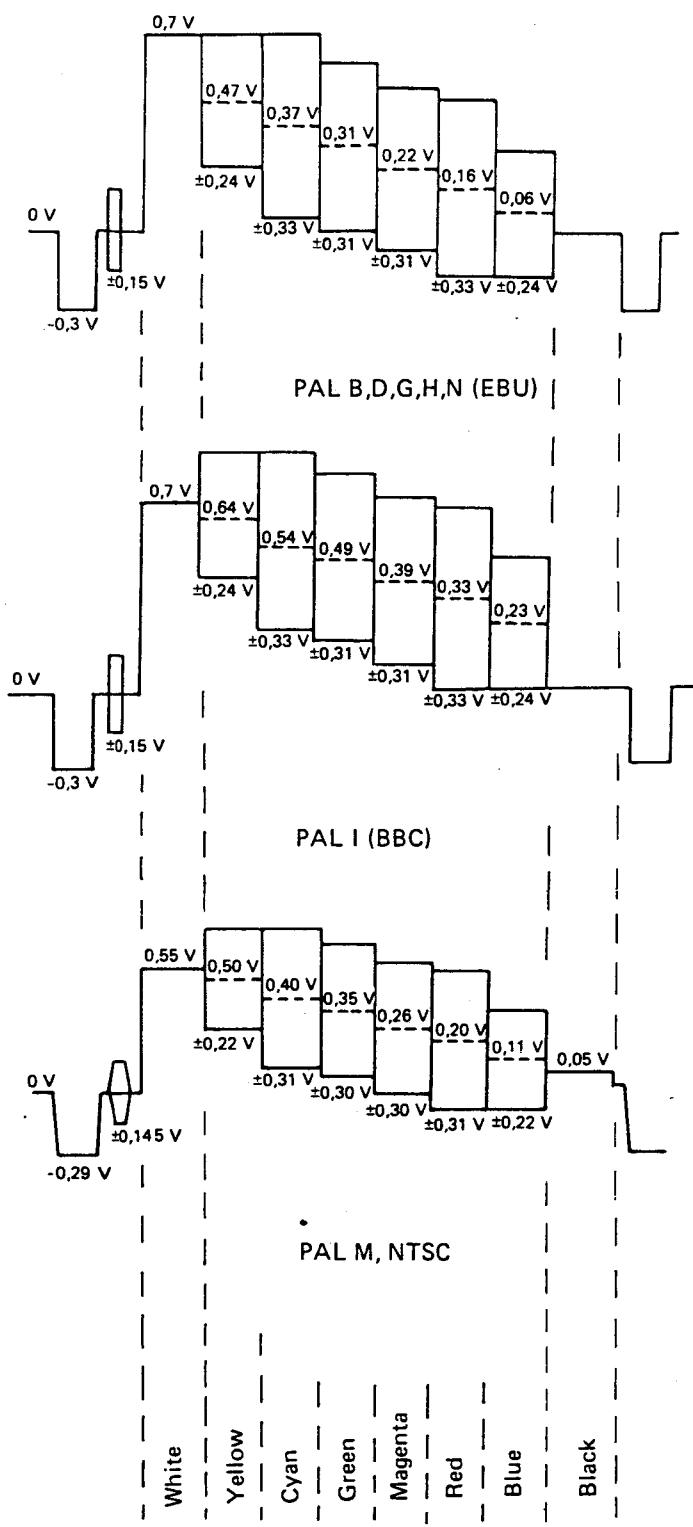 0,7 V
0,47 V
0,37 V
0,31 V
0,22 V
0,16 V
0,06 V
±0,24 V
0 V
±0,33 V
±0,31 V
±0,31 V
±0,15 V
±0,33 V
±0,24 V
-0,3 V
PAL B,D,G,H,N (EBU)
0,7 V
0,64 V
0,54 V
0,49 V
0,39 V
0,33 V
0,23 V
±0,24 V
±0,33 V
±0,31 V
±0,31 V
0 V
±0,33 V
±0,24 V
±0,15 V
-0,3 V
PAL I (BBC)
0,55 V
0,50 V
0,40 V
0,35 V
0,26 V
0,20 V
0,11 V
0,05 V
±0,22 V
±0,31 V
0 V
±0,30 V
±0,30 V
±0,31 V
±0,22 V
±0,145 V
-0,29 V
PAL M, NTSC
White
Yellow
Cyan
Green
Magenta
Red
Blue
Black